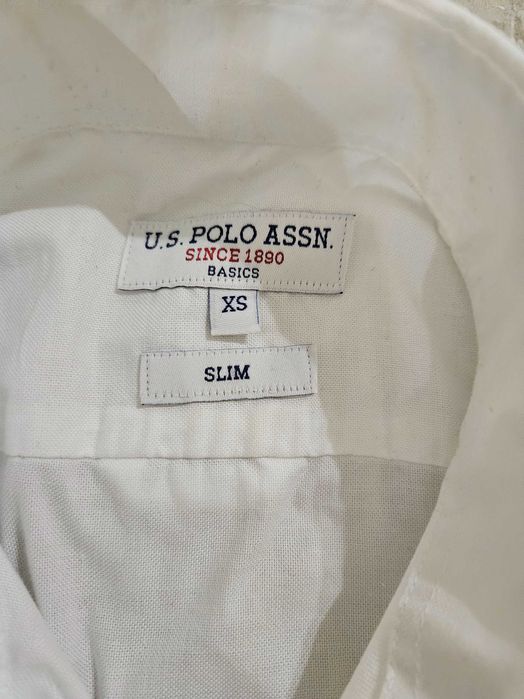 U.S. POLO ASSN.
SINCE 1890
BASICS
XS
SLIM